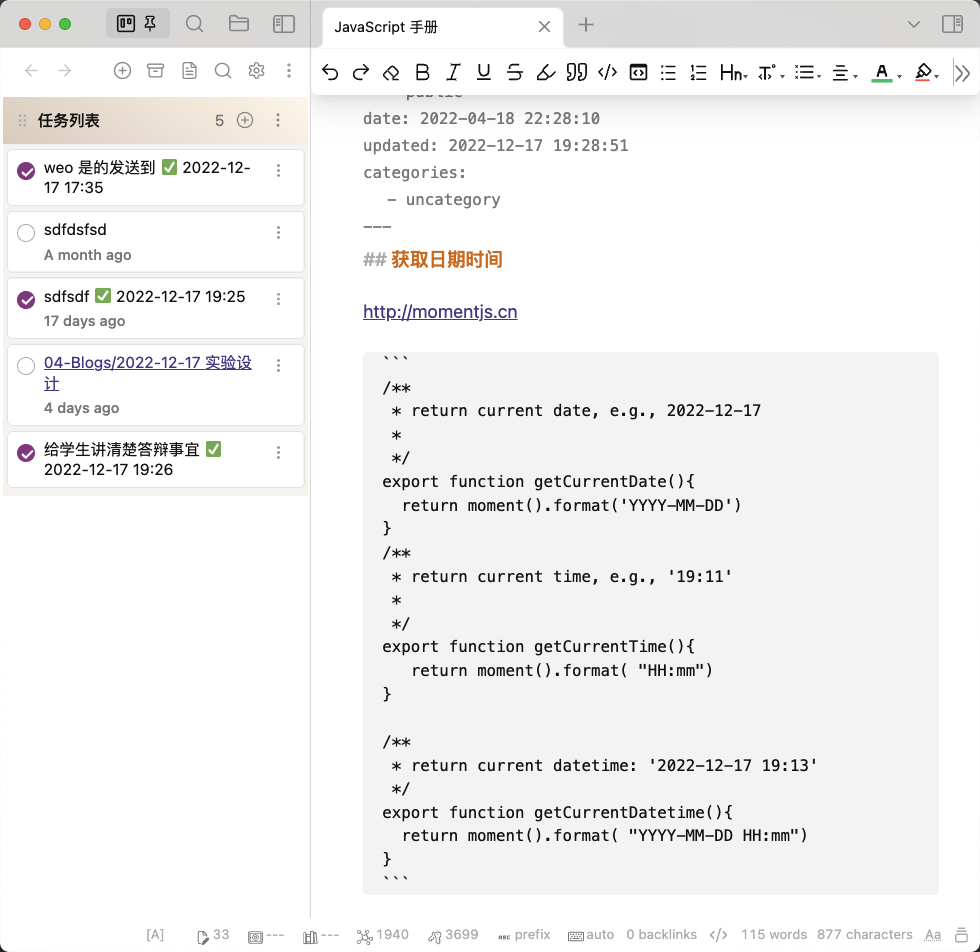 JavaScript 手册
任务列表
5
weo 是的发送到 ✅ 2022-12-
17 17:35
sdfdsfsd
A month ago
sdfsdf ✅ 2022-12-17 19:25
17 days ago
04-Blogs/2022-12-17 实验设
计
4 days ago
给学生讲清楚答辩事宜 ✅
2022-12-17 19:26
public
date: 2022-04-18 22:28:10
updated: 2022-12-17 19:28:51
categories:
  - uncategory
---
## 获取日期时间
http://momentjs.cn
```
/**
 * return current date, e.g., 2022-12-17
 *
 */
export function getCurrentDate(){
  return moment().format('YYYY-MM-DD')
}
/**
 * return current time, e.g., '19:11'
 *
 */
export function getCurrentTime(){
   return moment().format( "HH:mm")
}
/**
 * return current datetime: '2022-12-17 19:13'
 */
export function getCurrentDatetime(){
  return moment().format( "YYYY-MM-DD HH:mm")
}
```
[A] 33 --- --- 1940 3699 prefix auto 0 backlinks </> 115 words 877 characters Aa